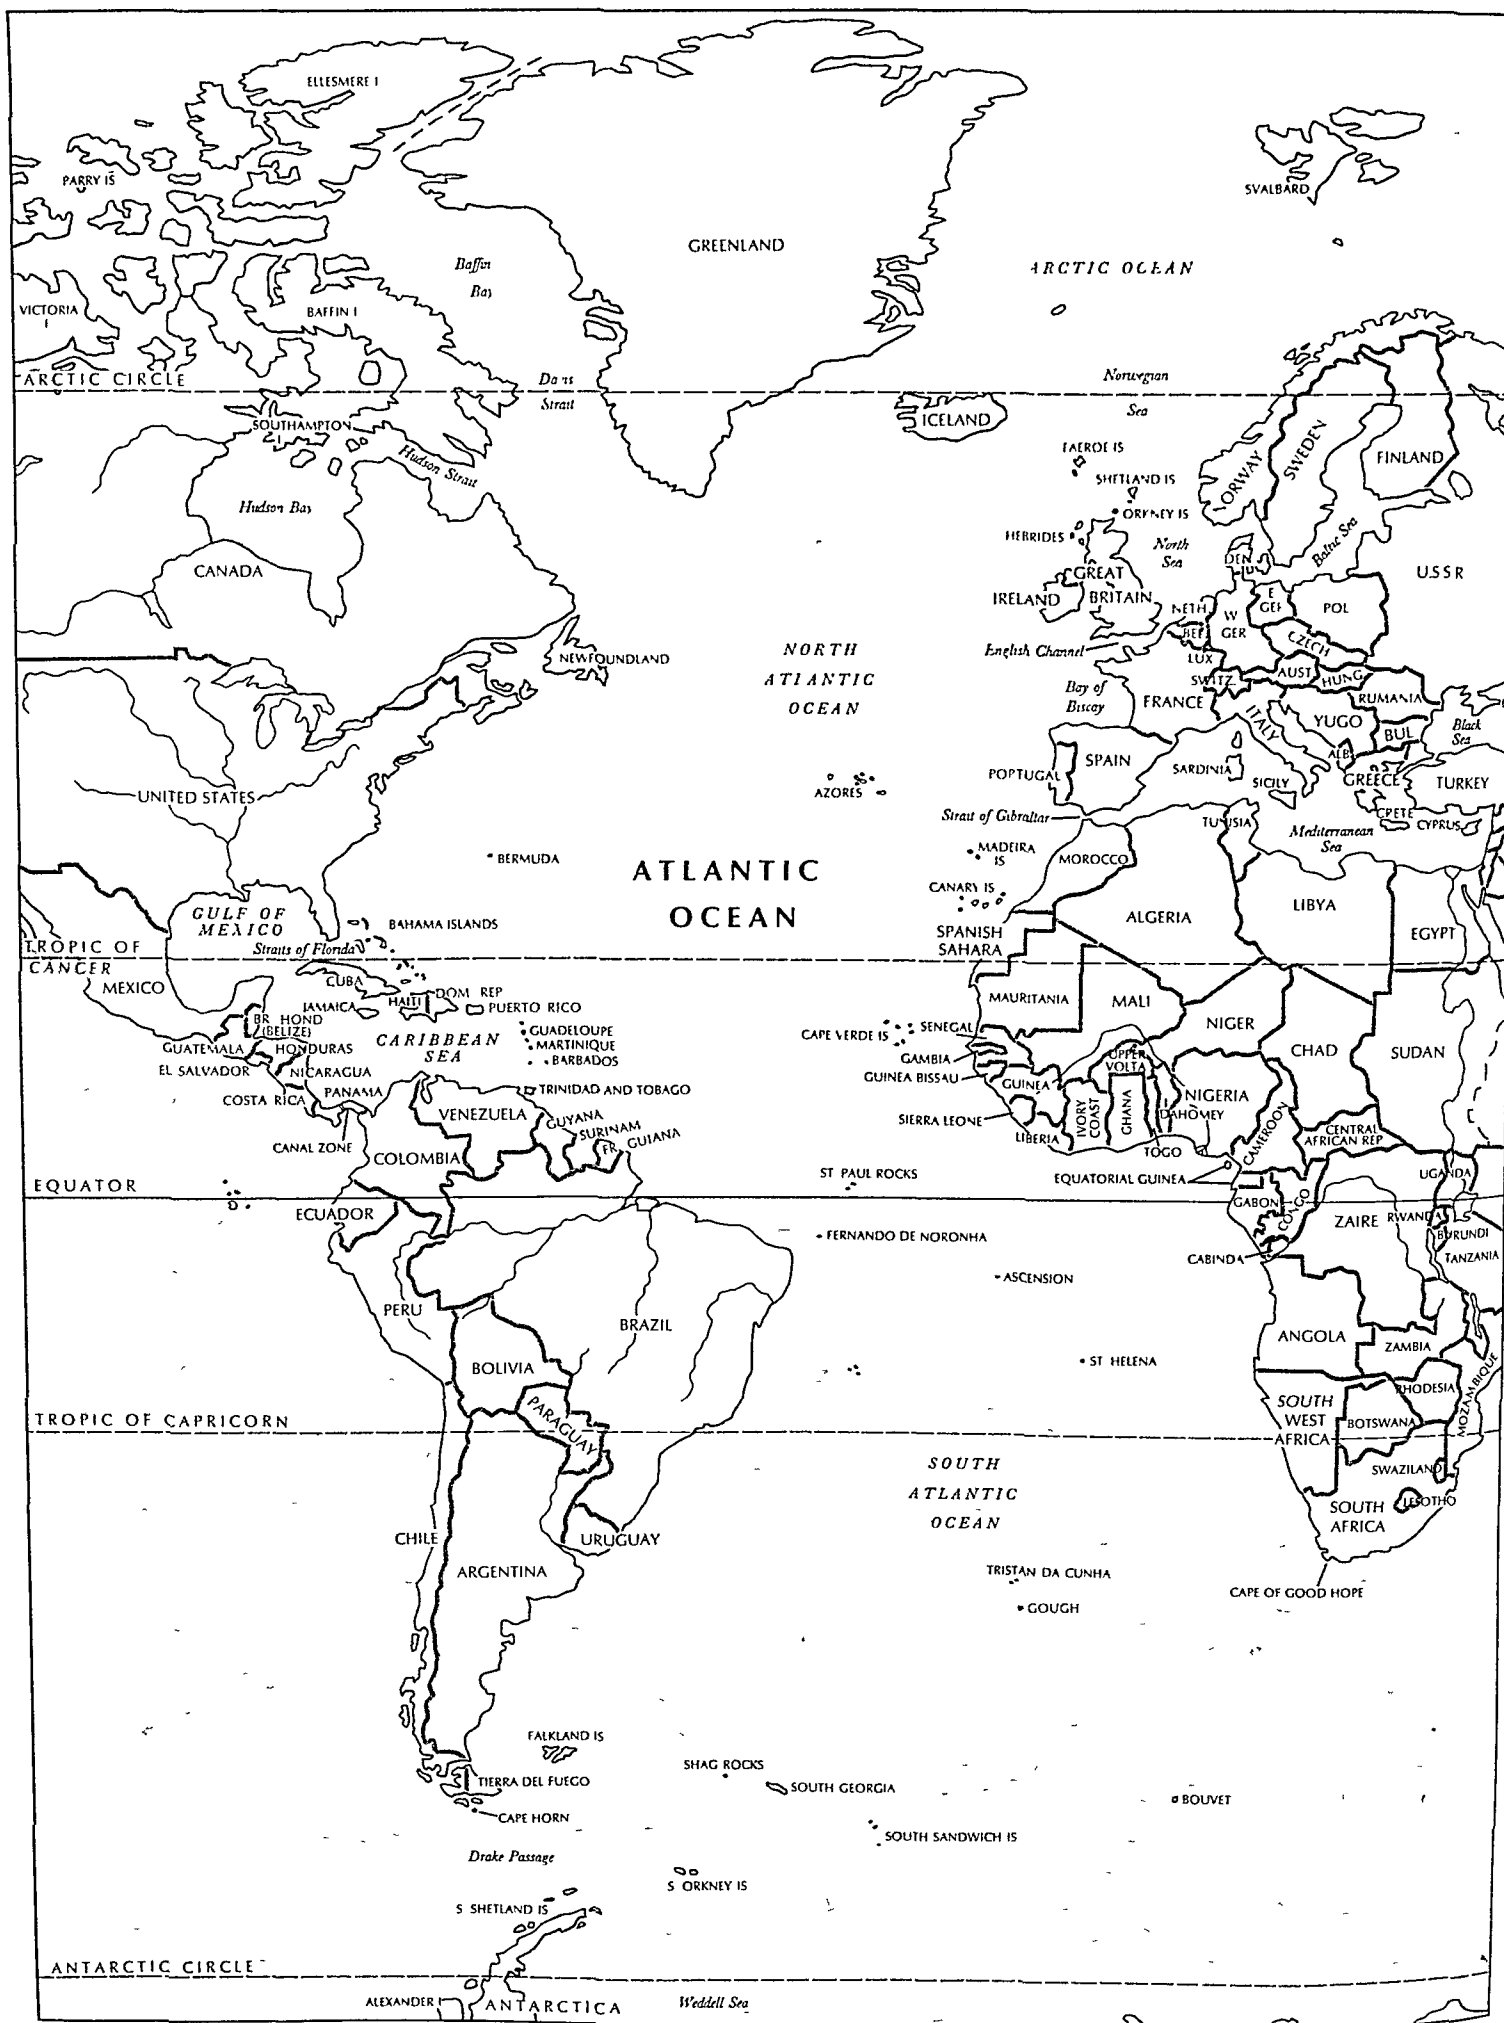 ELLESMERE I
PARRY IS
SVALBARD
GREENLAND
Baffin
Bay
ARCTIC OCEAN
VICTORIA
I
BAFFIN I
ARCTIC CIRCLE
Strait
Norwegian
Sea
ICELAND
SOUTHAMPTON
I
Hudson Strait
FAEROE IS
SHETLAND IS
ORKNEY IS
HEBRIDES
North
Sea
SWEDEN
FINLAND
Baltic Sea
Hudson Bay
CANADA
DEN
USSR
GREAT
BRITAIN
IRELAND
NETH
W
GER
E
POL
English Channel
LUX
CZECH
NEWFOUNDLAND
NORTH
ATLANTIC
OCEAN
Bay of
Biscay
SWITZ
AUST
HUNG
FRANCE
RUMANIA
ITALY
YUGO
BUL
Black
Sea
ALB
SPAIN
SARDINIA
SICILY
GREECE
TURKEY
AZORES
UNITED STATES
Strait of Gibraltar
TUNISIA
Mediterranean
Sea
CYPRUS
MADEIRA
IS
MOROCCO
BERMUDA
ATLANTIC
OCEAN
CANARY IS
ALGERIA
LIBYA
EGYPT
GULF OF
MEXICO
BAHAMA ISLANDS
Straits of Florida
SPANISH
SAHARA
TROPIC OF
CANCER
MEXICO
CUBA
JAMAICA
HAITI
DOM REP
PUERTO RICO
BR HOND
(BELIZE)
GUADELOUPE
MARTINIQUE
BARBADOS
CARIBBEAN
SEA
GUATEMALA
HONDURAS
EL SALVADOR
NICARAGUA
COSTA RICA
PANAMA
TRINIDAD AND TOBAGO
VENEZUELA
GUYANA
SURINAM
FR GUIANA
CANAL ZONE
COLOMBIA
MAURITANIA
MALI
NIGER
CHAD
SUDAN
CAPE VERDE IS
SENEGAL
GAMBIA
GUINEA BISSAU
GUINEA
UPPER
VOLTA
NIGERIA
DAHOMEY
SIERRA LEONE
LIBERIA
IVORY
COAST
GHANA
TOGO
CAMEROON
CENTRAL
AFRICAN REP
ST PAUL ROCKS
EQUATORIAL GUINEA
UGANDA
EQUATOR
ECUADOR
GABON
CONGO
ZAIRE
RWANDA
BURUNDI
TANZANIA
FERNANDO DE NORONHA
CABINDA
ASCENSION
PERU
BRAZIL
ANGOLA
ZAMBIA
BOLIVIA
ST HELENA
MOZAMBIQUE
RHODESIA
PARAGUAY
SOUTH
WEST
AFRICA
BOTSWANA
TROPIC OF CAPRICORN
SOUTH
ATLANTIC
OCEAN
SWAZILAND
LESOTHO
SOUTH
AFRICA
CHILE
URUGUAY
ARGENTINA
TRISTAN DA CUNHA
GOUGH
CAPE OF GOOD HOPE
FALKLAND IS
SHAG ROCKS
TIERRA DEL FUEGO
SOUTH GEORGIA
BOUVET
CAPE HORN
SOUTH SANDWICH IS
Drake Passage
S ORKNEY IS
S SHETLAND IS
ANTARCTIC CIRCLE
ALEXANDER I
ANTARCTICA
Weddell Sea